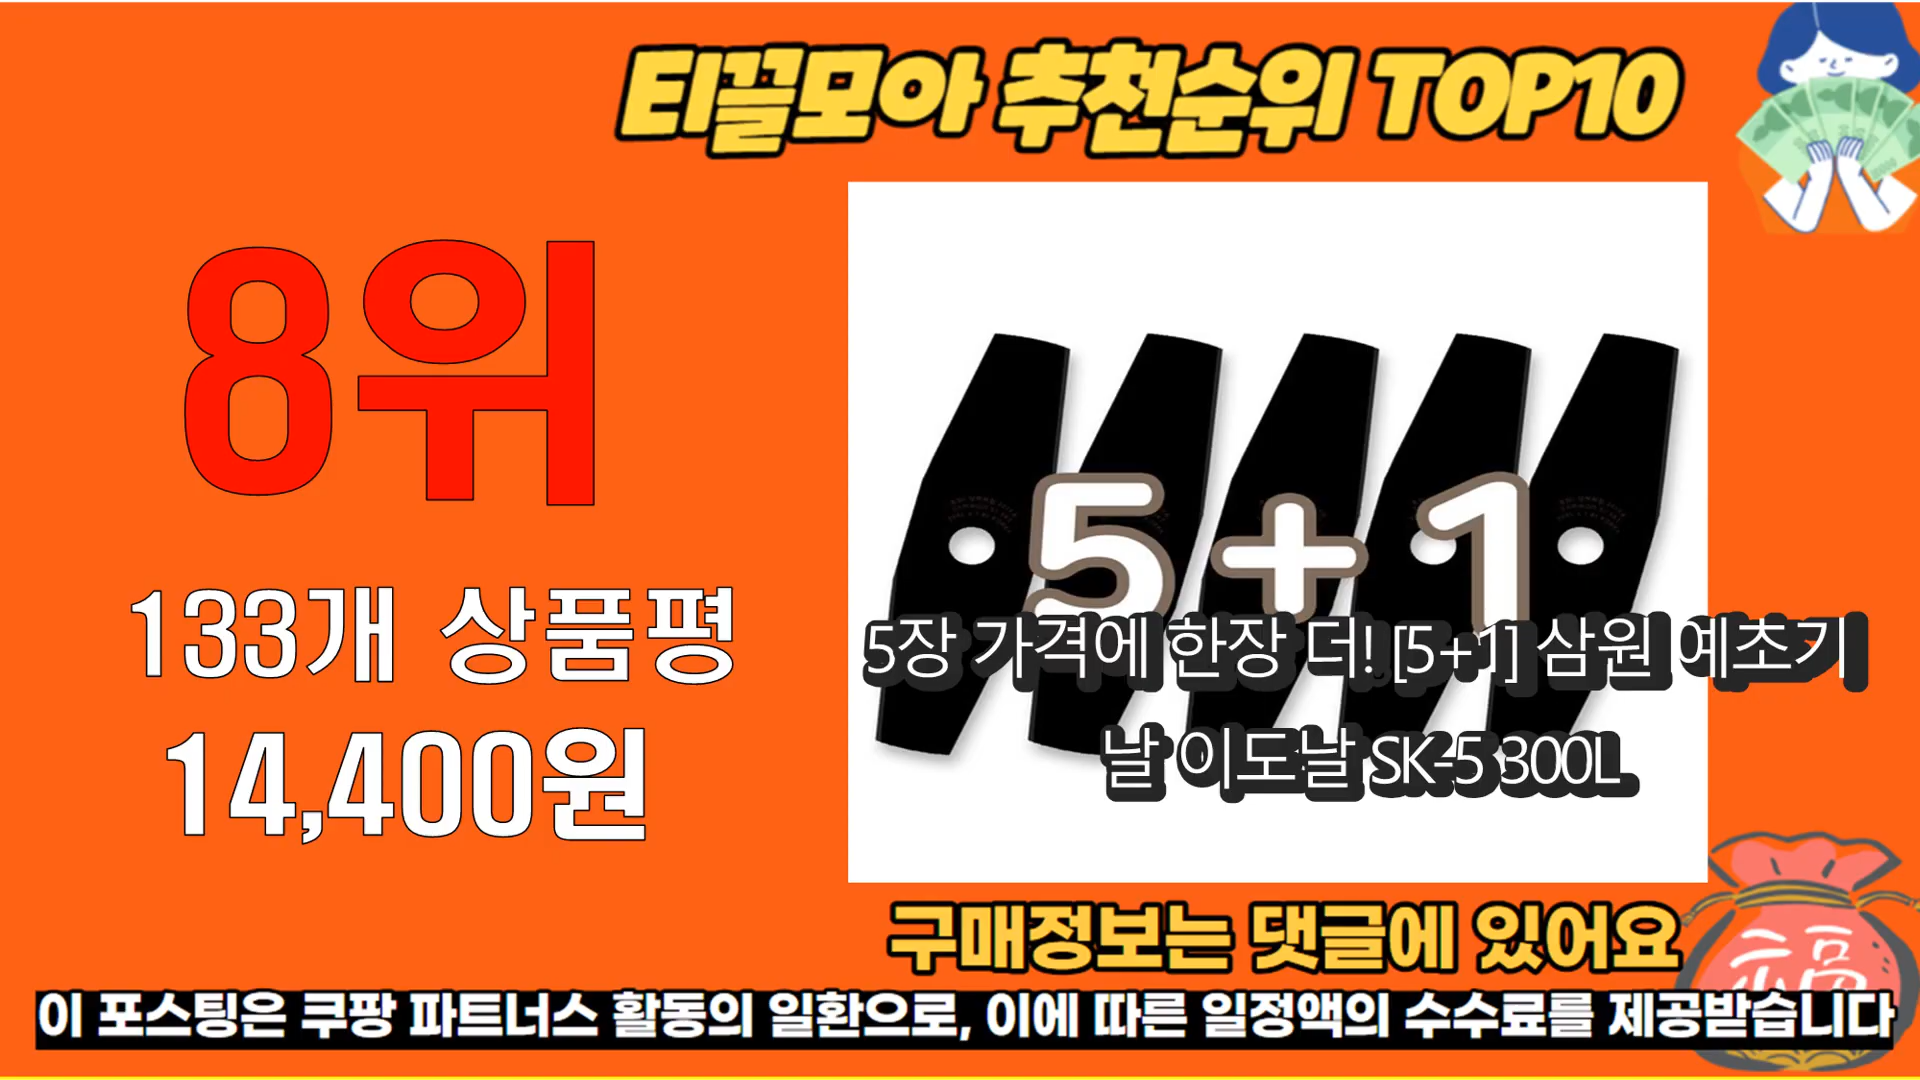 티끌모아 추천순위 TOP10
8위
133개 상품평
14,400원
5+1
5장 가격에 한장 더! [5+1] 삼원 예초기
날 이도날 SK-5 300L
구매정보는 댓글에 있어요
福
이 포스팅은 쿠팡 파트너스 활동의 일환으로, 이에 따른 일정액의 수수료를 제공받습니다